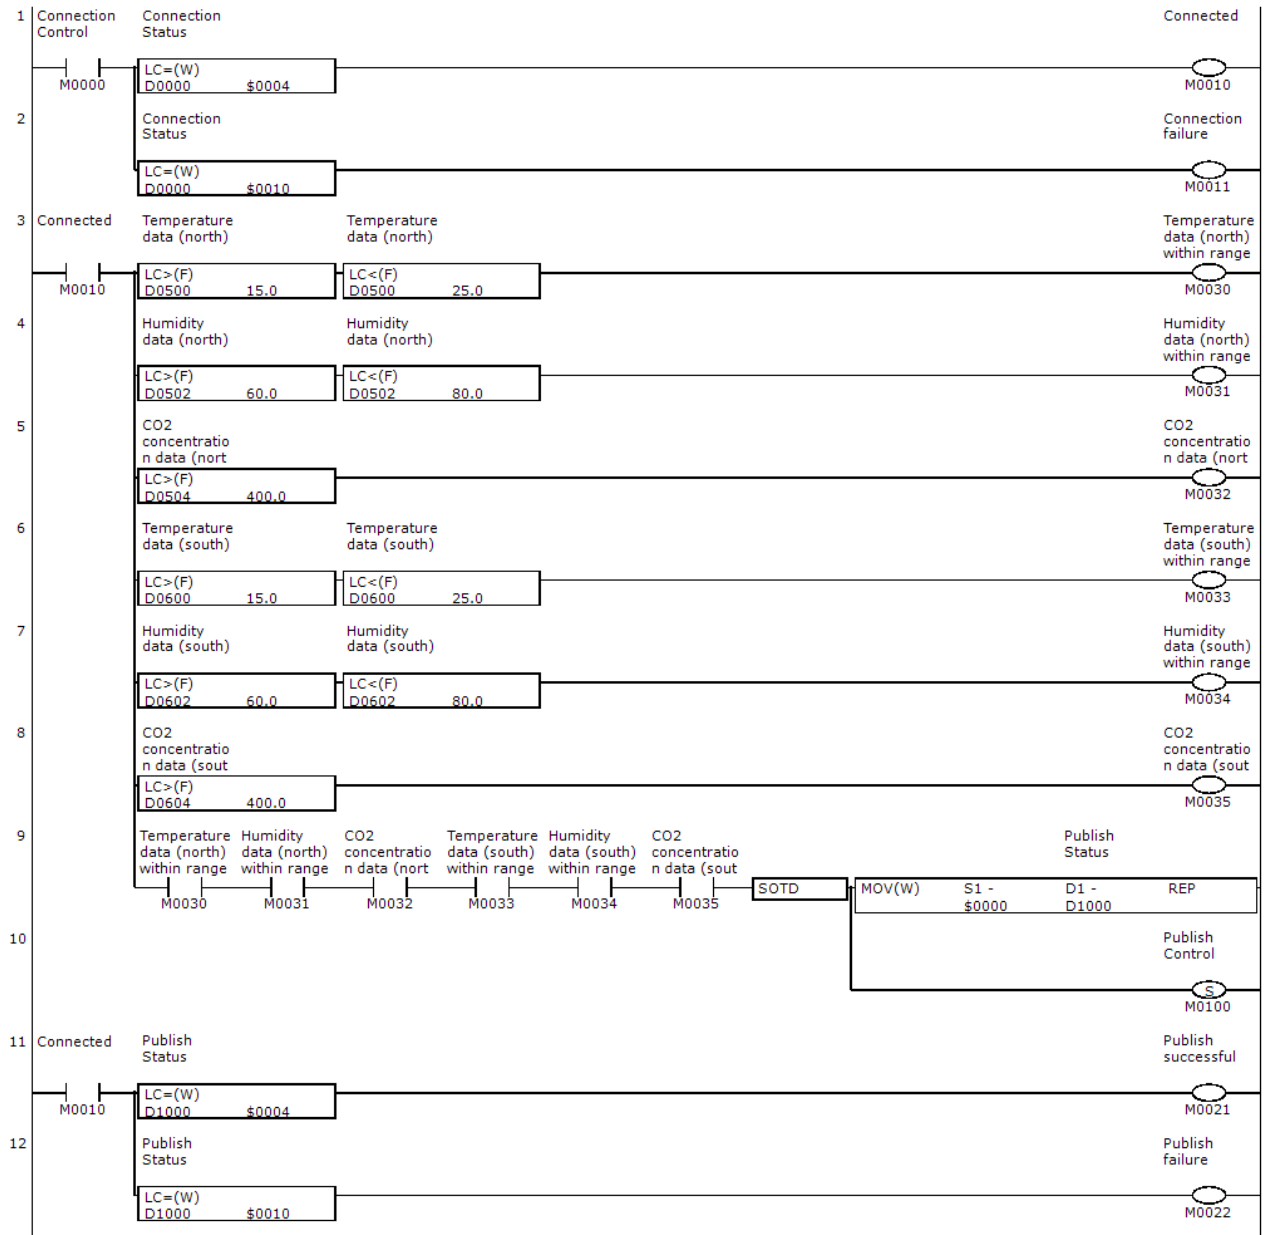 1 Connection Connection Connected
Control Status
LC=(W)
M0000 D0000 $0004 M0010
2 Connection Connection
Status failure
LC=(W)
D0000 $0010 M0011
3 Connected Temperature Temperature Temperature
data (north) data (north) data (north)
within range
LC>(F) LC<(F)
M0010 D0500 15.0 D0500 25.0 M0030
4 Humidity Humidity Humidity
data (north) data (north) data (north)
within range
LC>(F) LC<(F)
D0502 60.0 D0502 80.0 M0031
5 CO2 CO2
concentratio concentratio
n data (nort n data (nort
LC>(F)
D0504 400.0 M0032
6 Temperature Temperature Temperature
data (south) data (south) data (south)
within range
LC>(F) LC<(F)
D0600 15.0 D0600 25.0 M0033
7 Humidity Humidity Humidity
data (south) data (south) data (south)
within range
LC>(F) LC<(F)
D0602 60.0 D0602 80.0 M0034
8 CO2 CO2
concentratio concentratio
n data (sout n data (sout
LC>(F)
D0604 400.0 M0035
9 Temperature Humidity CO2 Temperature Humidity CO2 Publish
data (north) data (north) concentratio data (south) data (south) concentratio Status
within range within range n data (nort within range within range n data (sout
SOTD MOV(W) S1 - D1 - REP
M0030 M0031 M0032 M0033 M0034 M0035 $0000 D1000
10 Publish
Control
S
M0100
11 Connected Publish Publish
Status successful
LC=(W)
M0010 D1000 $0004 M0021
12 Publish Publish
Status failure
LC=(W)
D1000 $0010 M0022